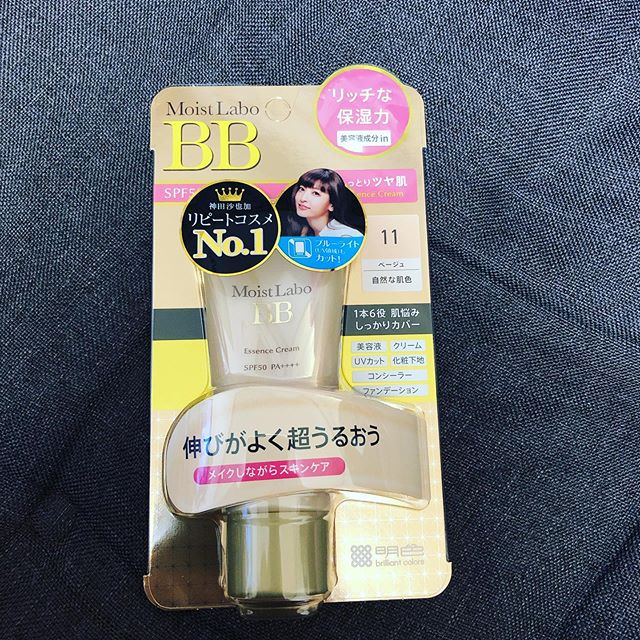 Moist Labo
BB
リッチな
保湿力
美容液成分in
SPF5
っとりツヤ肌
ence Cream
神田沙也加
リピートコスメ
No.1
ブルーライト
カット!
11
ベージュ
自然な肌色
Moist Labo
BB
Essence Cream
SPF50 PA++++
1本6役 肌悩み
しっかりカバー
美容液 クリーム
UVカット 化粧下地
コンシーラー
ファンデーション
伸びがよく超うるおう
メイクしながらスキンケア
明色
brilliant colors